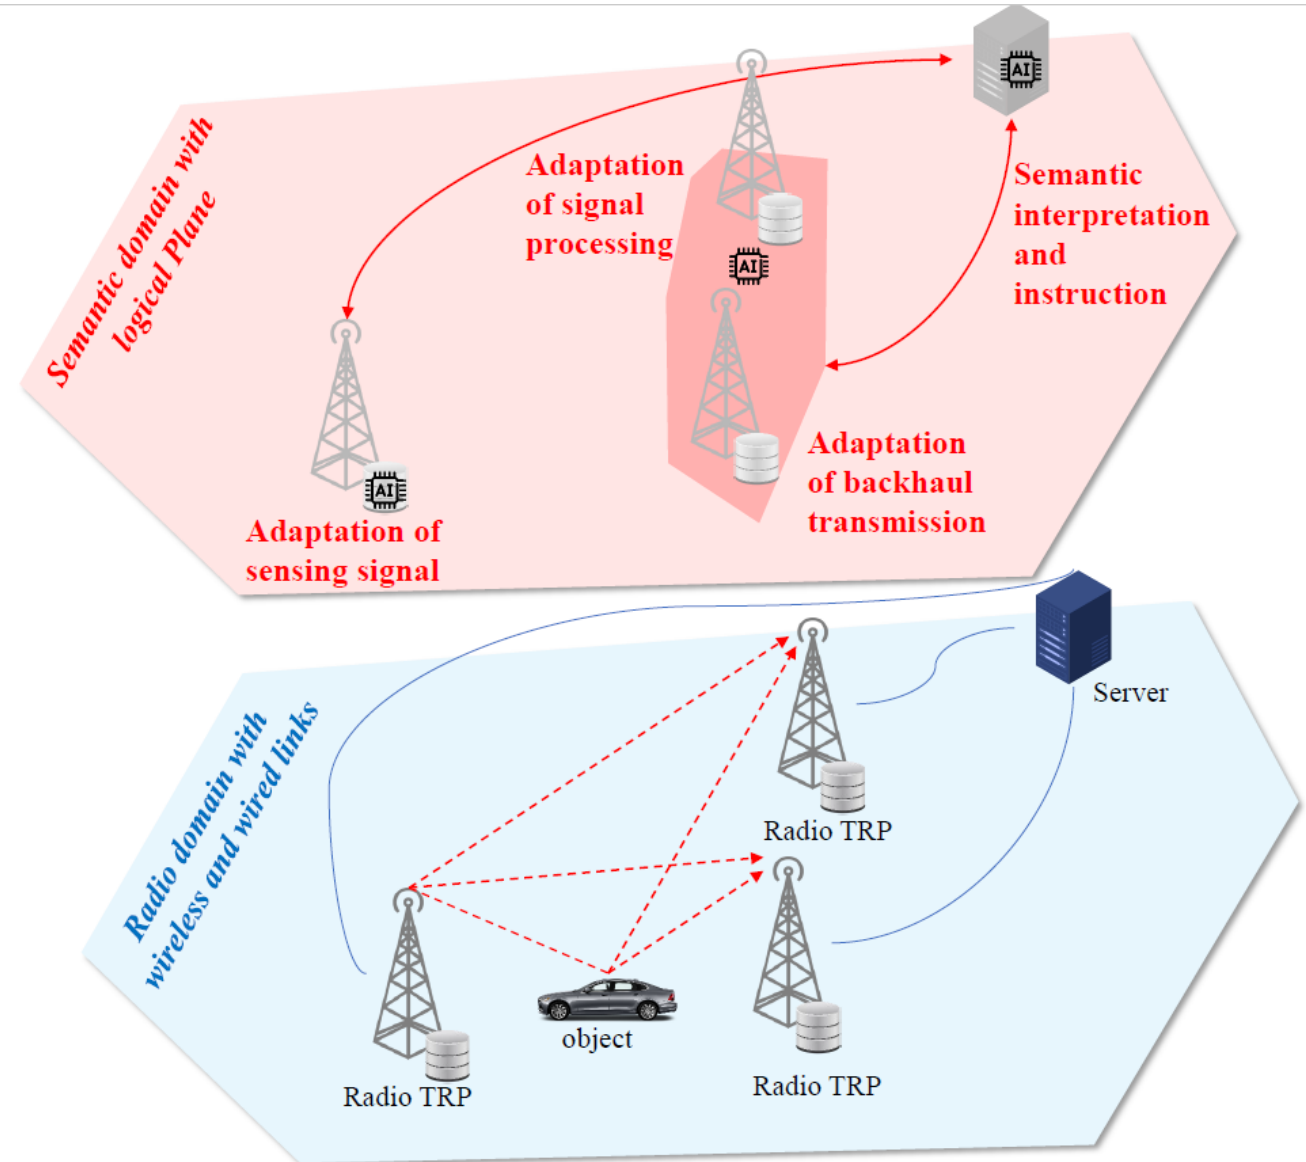 Semantic domain with
logical Plane
Adaptation
of signal
processing
AI
AI
Semantic
interpretation
and
instruction
AI
Adaptation of
sensing signal
Adaptation
of backhaul
transmission
Radio domain with
wireless and wired links
Server
Radio TRP
object
Radio TRP
Radio TRP